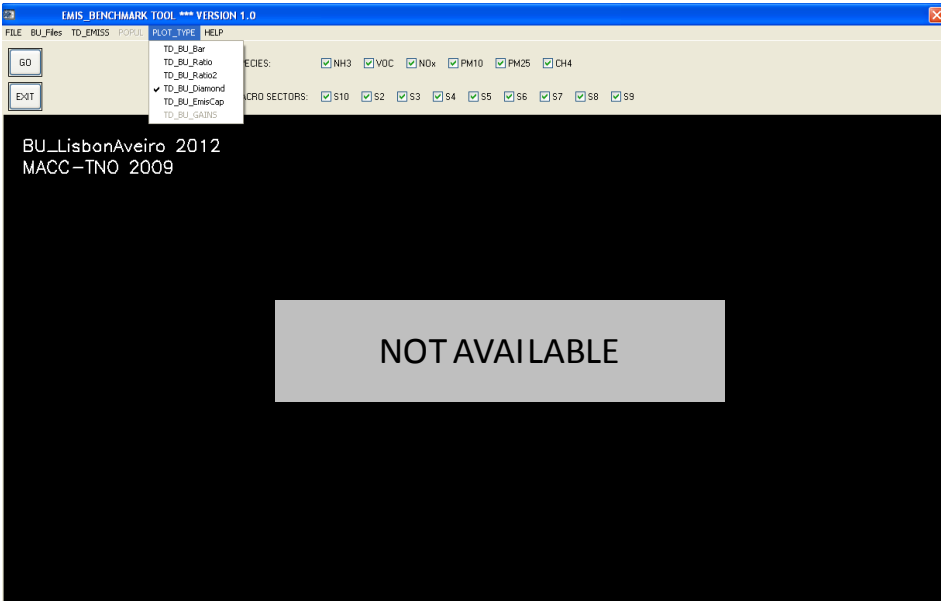 EMIS_BENCHMARK TOOL *** VERSION 1.0
FILE BU_Files TD_EMISS POPUL PLOT_TYPE HELP
TD_BU_Bar
TD_BU_Ratio
TD_BU_Ratio2
TD_BU_Diamond
TD_BU_EmisCap
TD_BU_GAINS
GO
ECIES: NH3 VOC NOx PM10 PM25 CH4
EXIT
ACRO SECTORS: S10 S2 S3 S4 S5 S6 S7 S8 S9
BU_LisbonAveiro 2012
MACC-TNO 2009
NOT AVAILABLE